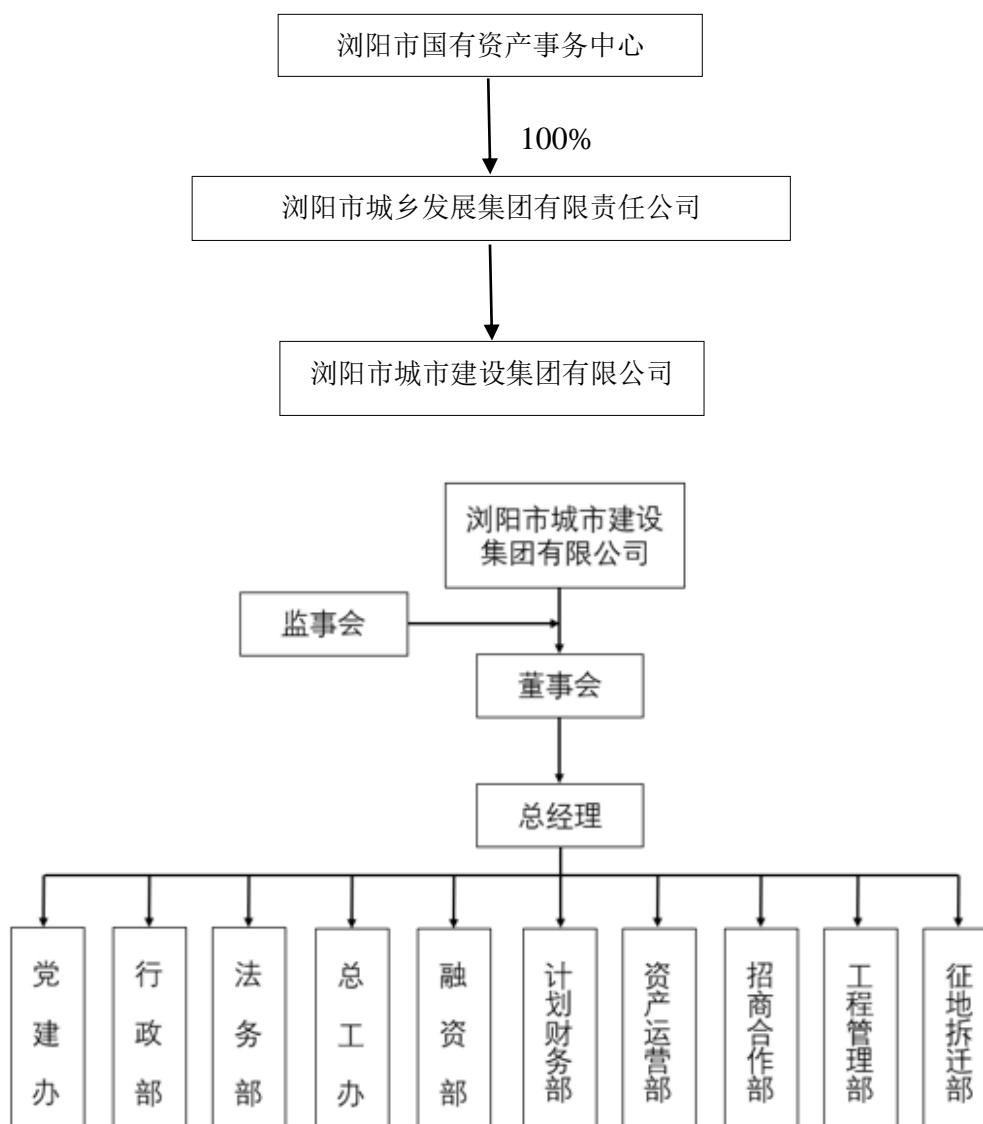 浏阳市国有资产事务中心
100%
浏阳市城乡发展集团有限责任公司
浏阳市城市建设集团有限公司
浏阳市城市建设
集团有限公司
监事会
董事会
总经理
党建办
行政部
法务部
总工办
融资部
计划财务部
资产运营部
招商合作部
工程管理部
征地拆迁部